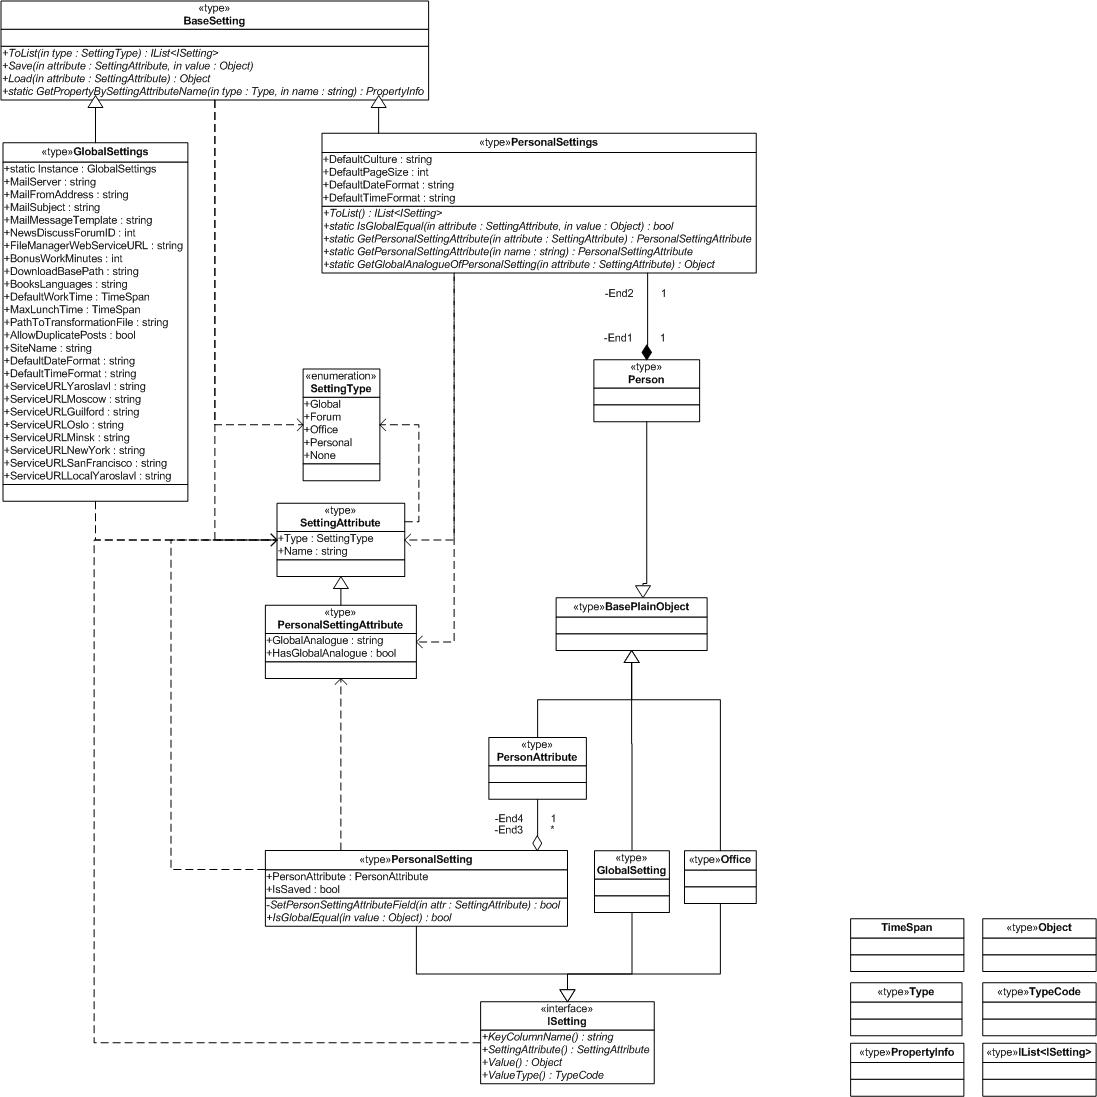 «type»
BaseSetting
+ToList(in type : SettingType) : IList<ISetting>
+Save(in attribute : SettingAttribute, in value : Object)
+Load(in attribute : SettingAttribute) : Object
+static GetPropertyBySettingAttributeName(in type : Type, in name : string) : PropertyInfo
«type»GlobalSettings
+static Instance : GlobalSettings
+MailServer : string
+MailFromAddress : string
+MailSubject : string
+MailMessageTemplate : string
+NewsDiscussForumID : int
+FileManagerWebServiceURL : string
+BonusWorkMinutes : int
+DownloadBasePath : string
+BooksLanguages : string
+DefaultWorkTime : TimeSpan
+MaxLunchTime : TimeSpan
+PathToTransformationFile : string
+AllowDuplicatePosts : bool
+SiteName : string
+DefaultDateFormat : string
+DefaultTimeFormat : string
+ServiceURLYaroslavl : string
+ServiceURLMoscow : string
+ServiceURLGuilford : string
+ServiceURLOslo : string
+ServiceURLMinsk : string
+ServiceURLNewYork : string
+ServiceURLSanFrancisco : string
+ServiceURLLocalYaroslavl : string
«type»PersonalSettings
+DefaultCulture : string
+DefaultPageSize : int
+DefaultDateFormat : string
+DefaultTimeFormat : string
+ToList() : IList<ISetting>
+static IsGlobalEqual(in attribute : SettingAttribute, in value : Object) : bool
+static GetPersonalSettingAttribute(in attribute : SettingAttribute) : PersonalSettingAttribute
+static GetPersonalSettingAttribute(in name : string) : PersonalSettingAttribute
+static GetGlobalAnalogueOfPersonalSetting(in attribute : SettingAttribute) : Object
-End2 1
-End1 1
«type»
Person
«enumeration»
SettingType
+Global
+Forum
+Office
+Personal
+None
«type»
SettingAttribute
+Type : SettingType
+Name : string
«type»
PersonalSettingAttribute
+GlobalAnalogue : string
+HasGlobalAnalogue : bool
«type»BasePlainObject
«type»
PersonAttribute
-End4 1
-End3 *
«type»PersonalSetting
+PersonAttribute : PersonAttribute
+IsSaved : bool
-SetPersonSettingAttributeField(in attr : SettingAttribute) : bool
+IsGlobalEqual(in value : Object) : bool
«type»
GlobalSetting
«type»Office
«interface»
ISetting
+KeyColumnName() : string
+SettingAttribute() : SettingAttribute
+Value() : Object
+ValueType() : TypeCode
TimeSpan
«type»Object
«type»Type
«type»TypeCode
«type»PropertyInfo
«type»IList<ISetting>